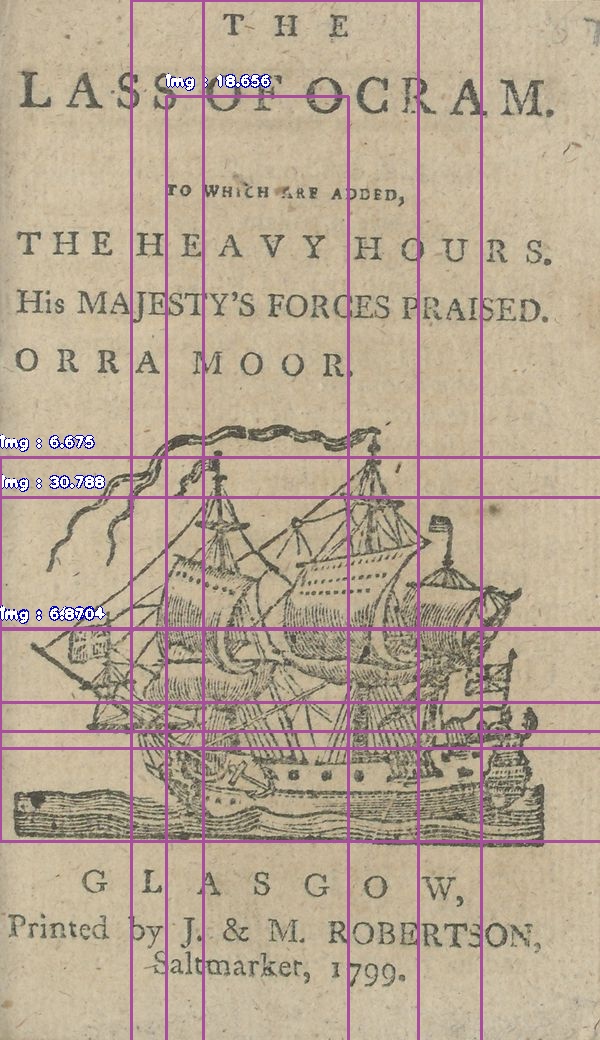 THE
LASS OF OCRAM.
TO WHICH ARE ADDED,
THE HEAVY HOURS.
His MAJESTY'S FORCES PRAISED.
ORRA MOOR.
Img : 18.656
Img : 6.675
Img : 30.788
Img : 6.8704
GLASGOW,
Printed by J. & M. ROBERTSON,
Saltmarket, 1799.